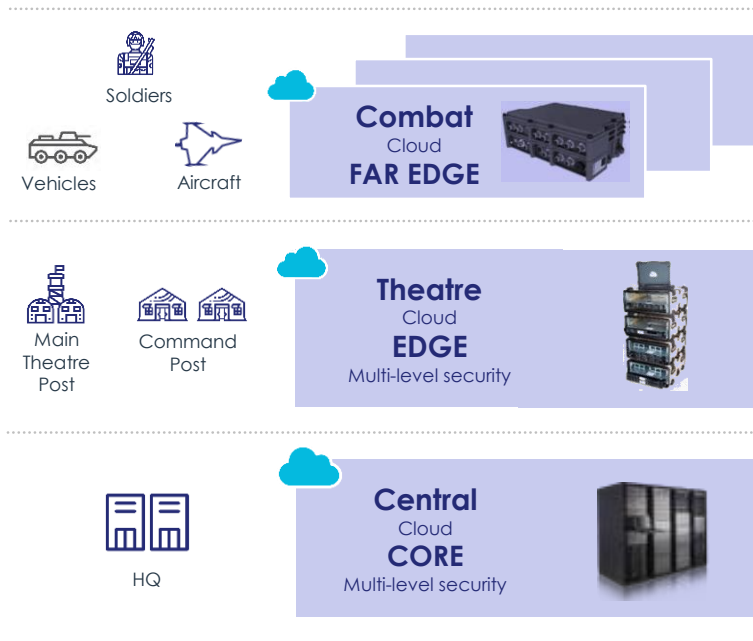 Soldiers
Vehicles
Aircraft
Combat
Cloud
FAR EDGE
Main
Theatre
Post
Command
Post
Theatre
Cloud
EDGE
Multi-level security
HQ
Central
Cloud
CORE
Multi-level security